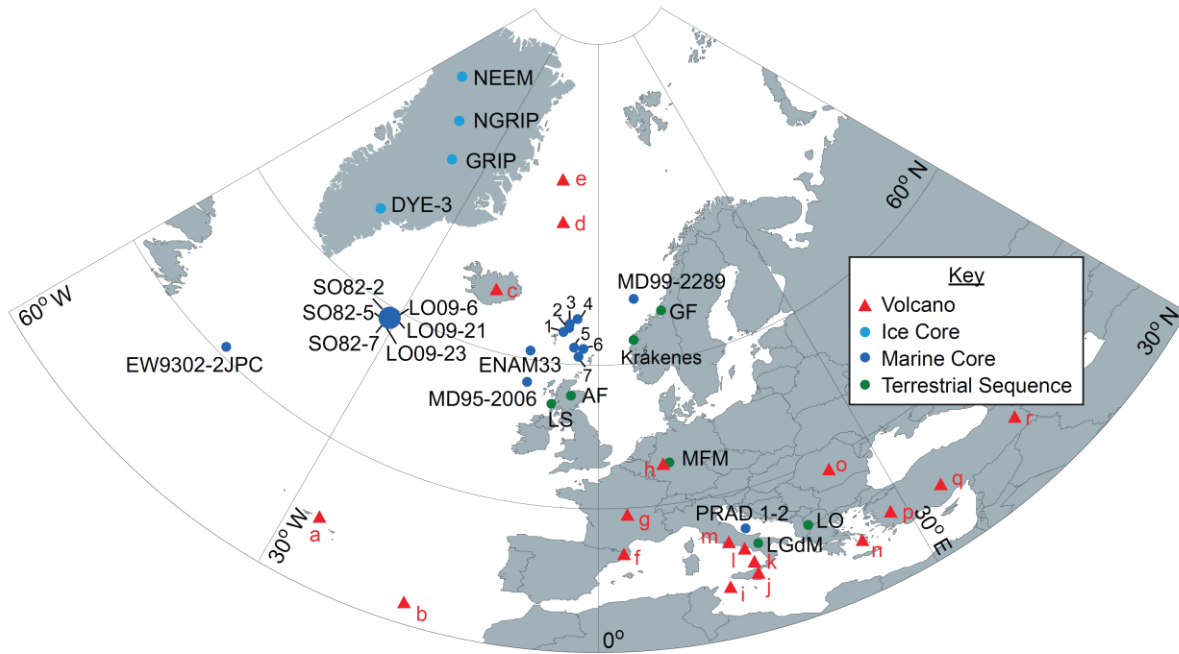 NEEM
NGRIP
GRIP
DYE-3
e
d
c
60° W
60° N
30° N
30° W
30° E
0°
SO82-2
SO82-5
SO82-7
LO09-6
LO09-21
LO09-23
EW9302-2JPC
MD99-2289
GF
Kråkenes
1
2
3
4
5
6
7
ENAM33
MD95-2006
AF
LS
Key
Volcano
Ice Core
Marine Core
Terrestrial Sequence
MFM
h
o
r
q
p
n
g
f
PRAD 1-2
LO
LGdM
m
l
k
j
i
a
b